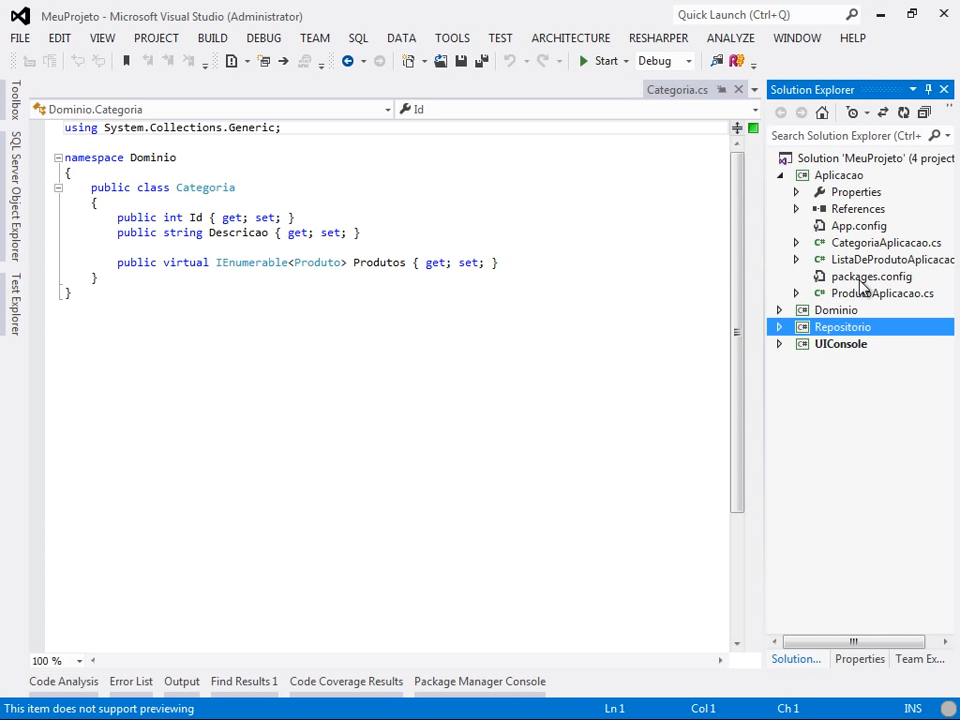 MeuProjeto - Microsoft Visual Studio (Administrator)
Quick Launch (Ctrl+Q)
FILE EDIT VIEW PROJECT BUILD DEBUG TEAM SQL DATA TOOLS TEST ARCHITECTURE RESHARPER ANALYZE WINDOW HELP
Start Debug
Toolbox
SQL Server Object Explorer
Test Explorer
Categoria.cs
Dominio.Categoria
Id
using System.Collections.Generic;
namespace Dominio
{
public class Categoria
{
public int Id { get; set; }
public string Descricao { get; set; }
public virtual IEnumerable<Produto> Produtos { get; set; }
}
}
100 %
Solution Explorer
Search Solution Explorer (Ctrl+
Solution 'MeuProjeto' (4 project
Aplicacao
Properties
References
App.config
CategoriaAplicacao.cs
ListaDeProdutoAplicacao
packages.config
ProdutoAplicacao.cs
Dominio
Repositorio
UIConsole
Solution... Properties Team Ex...
Code Analysis Error List Output Find Results 1 Code Coverage Results Package Manager Console
This item does not support previewing
Ln 1 Col 1 Ch 1 INS